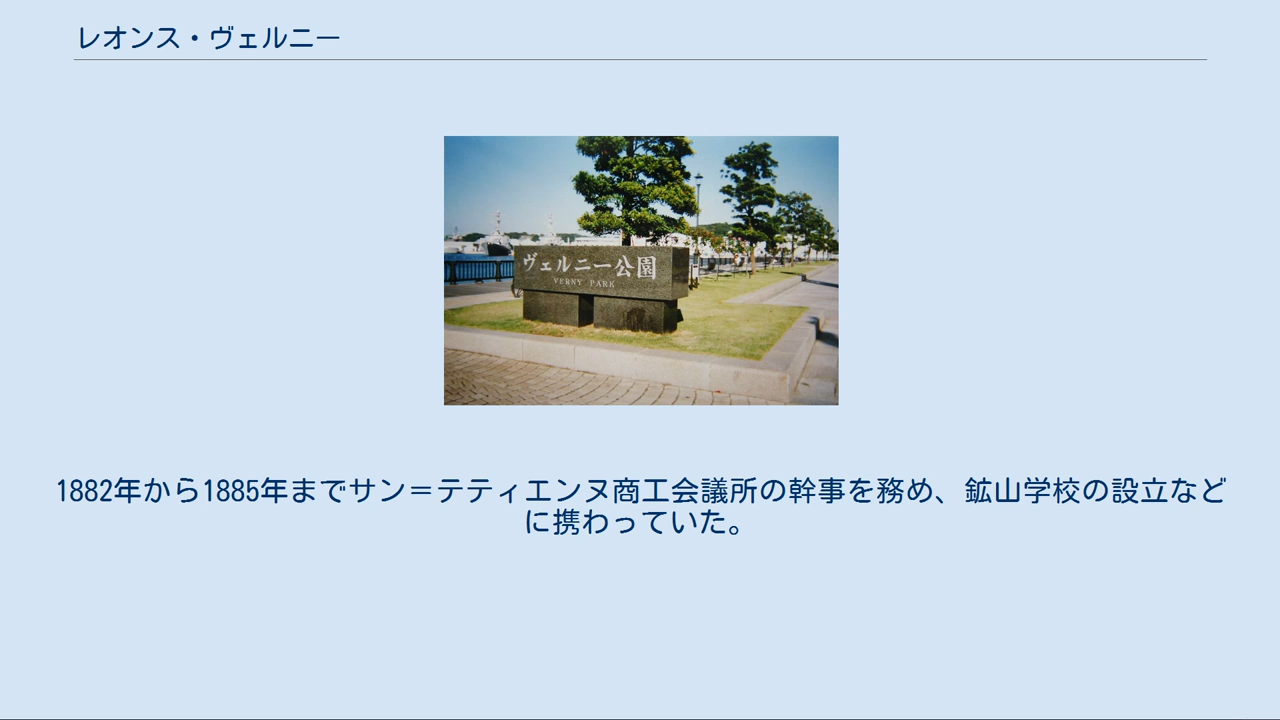 レオンス・ヴェルニー
ヴェルニー公園
VERNY PARK
1882年から1885年までサン＝テティエンヌ商工会議所の幹事を務め、鉱山学校の設立など
に携わっていた。